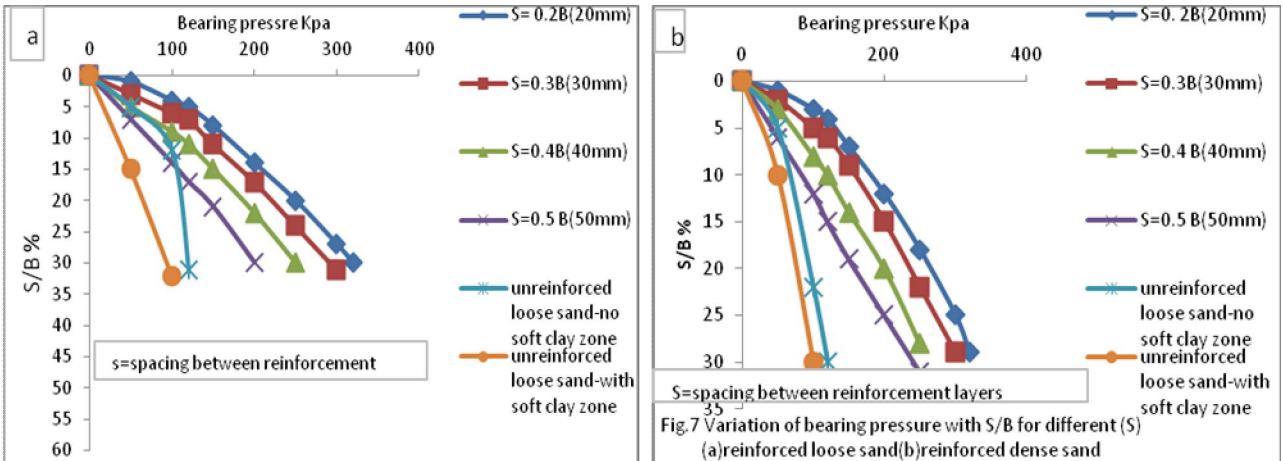 a
Bearing pressre Kpa
0 100 200 300 400
0
5
10
15
20
25
30
35
40
45
50
55
60
S/B %
s=spacing between reinforcement
S= 0.2B(20mm)
S=0.3B(30mm)
S=0.4B(40mm)
S=0.5 B(50mm)
unreinforced
loose sand-no
soft clay zone
unreinforced
loose sand-with
soft clay zone
b
Bearing pressure Kpa
0 200 400
0
5
10
15
20
25
30
35
S/B %
S=0.2B(20mm)
S=0.3B(30mm)
S=0.4 B(40mm)
S=0.5 B(50mm)
unreinforced
loose sand-no
soft clay zone
unreinforced
loose sand-with
soft clay zone
S=spacing between reinforcement layers
Fig.7 Variation of bearing pressure with S/B for different (S)
(a)reinforced loose sand(b)reinforced dense sand